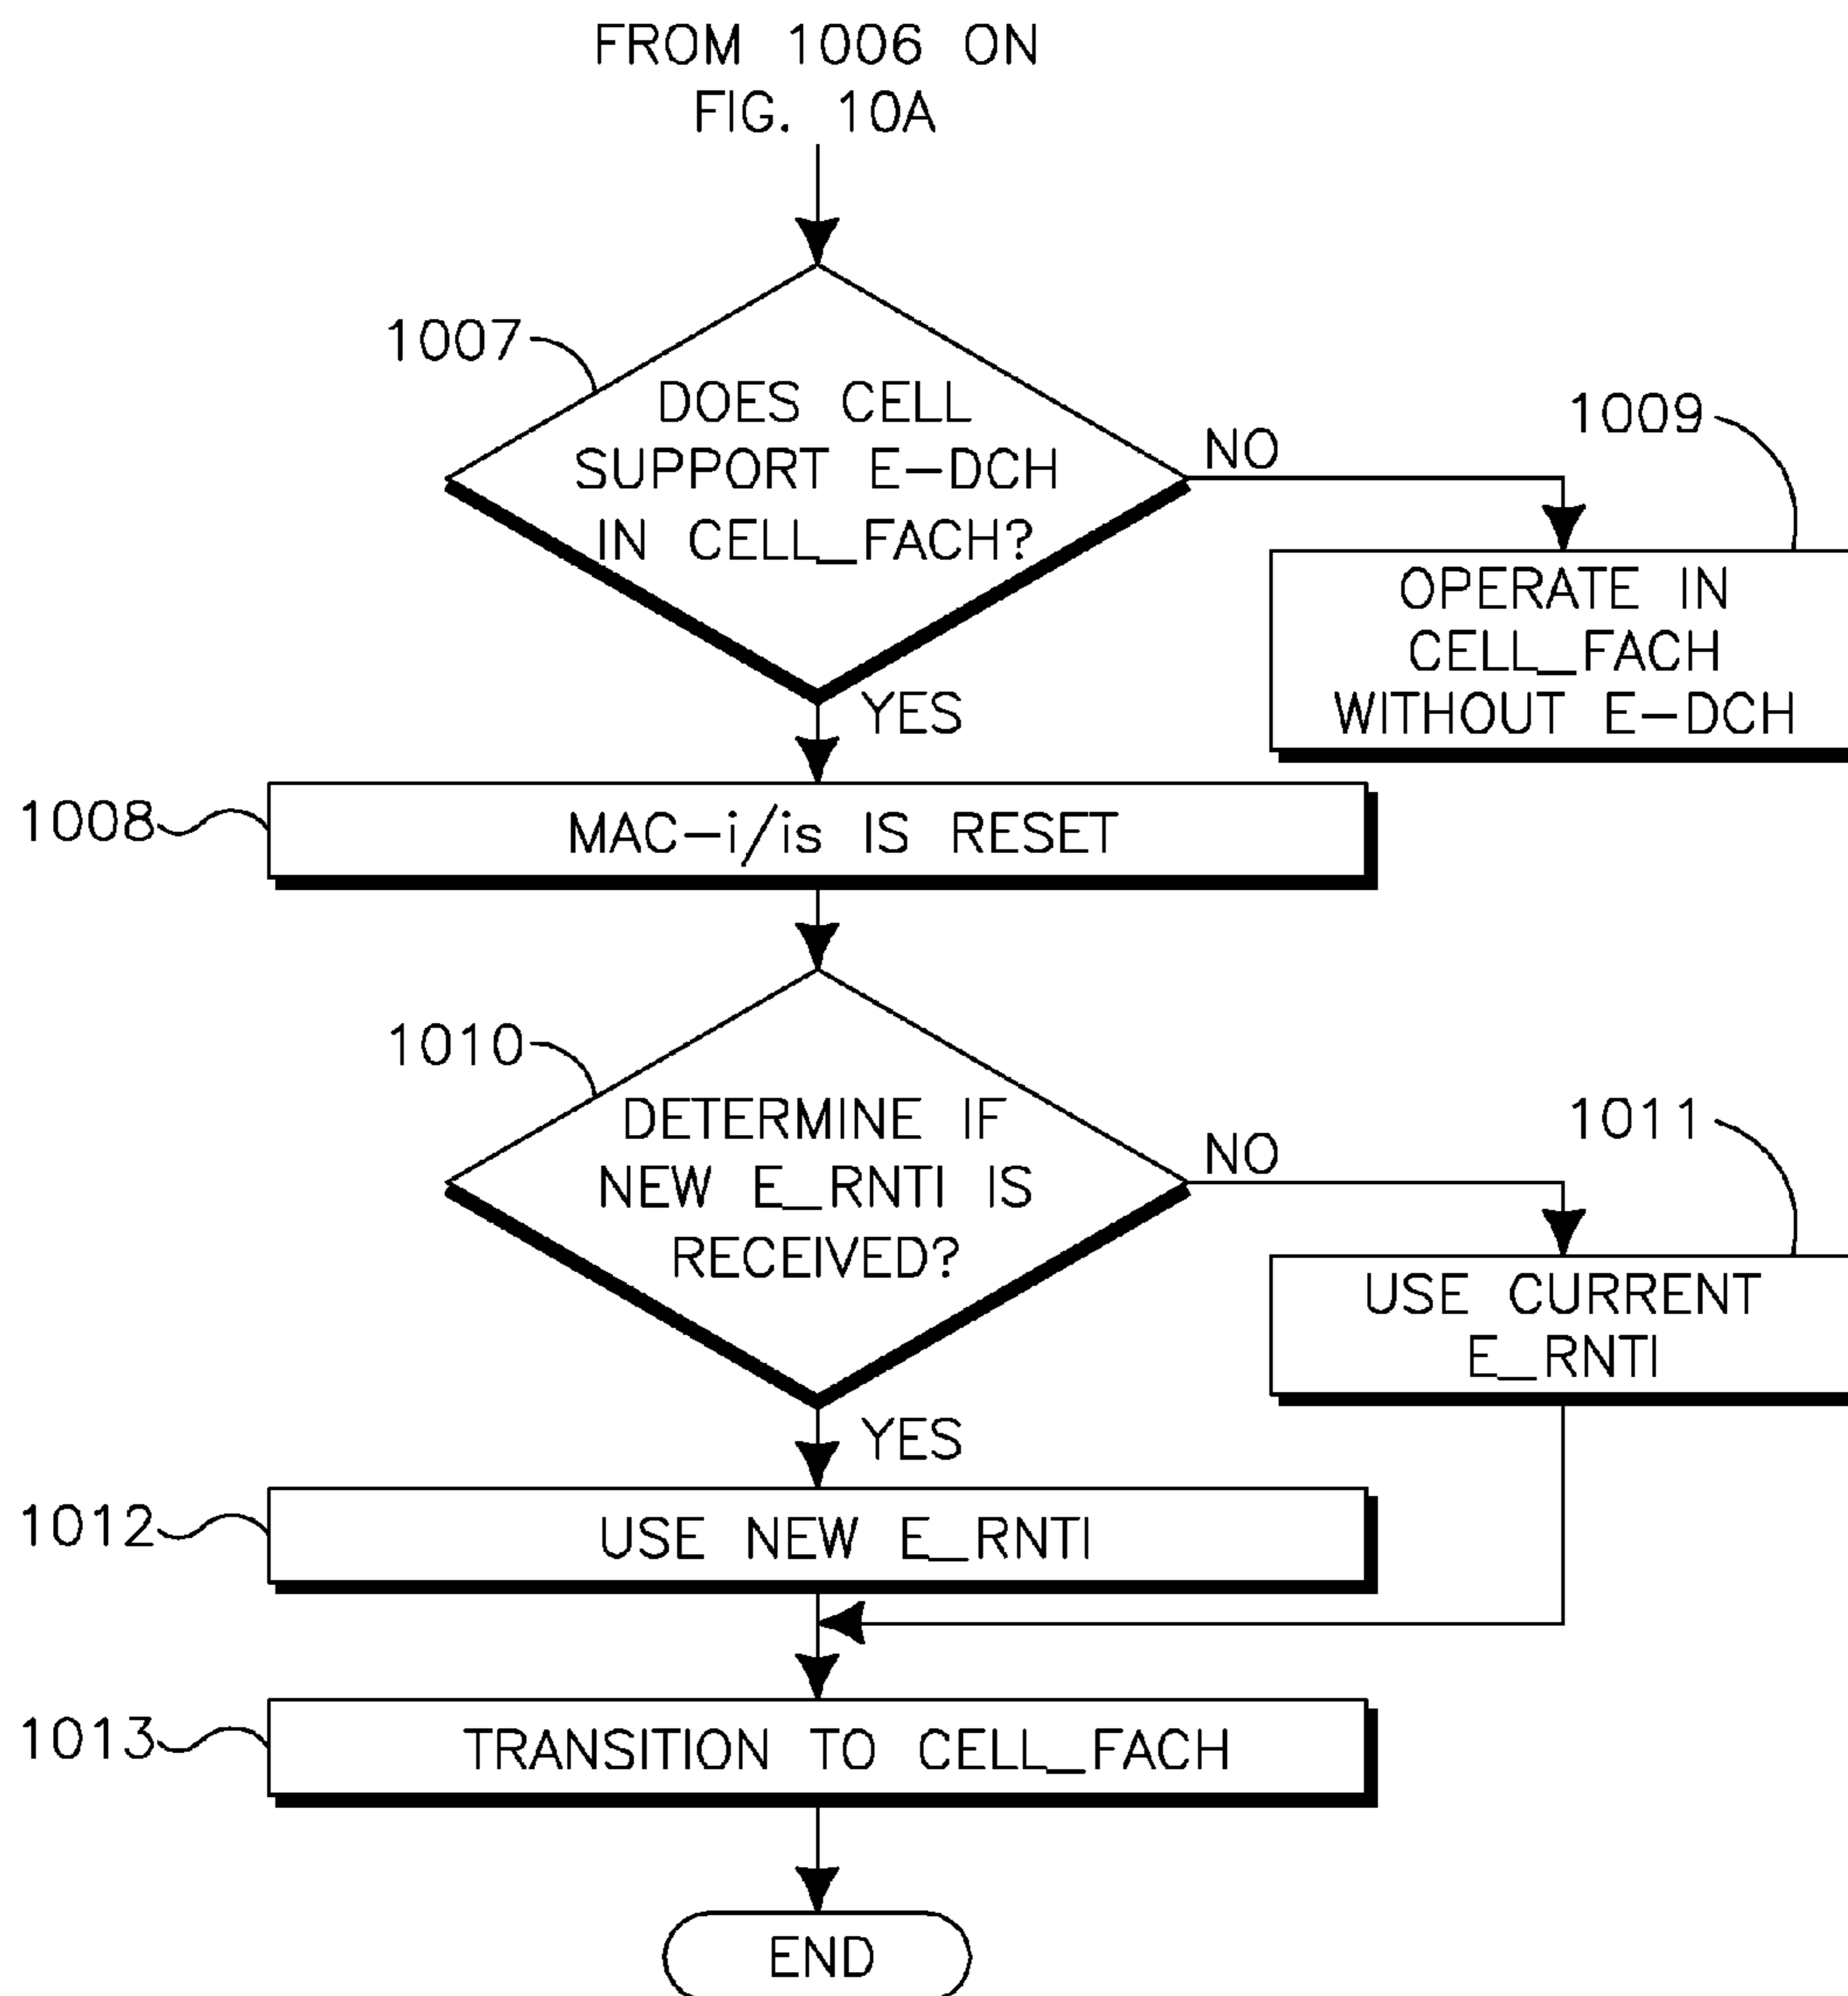 FROM 1006 ON
FIG. 10A
1007
DOES CELL
SUPPORT E-DCH
IN CELL_FACH?
NO
1009
OPERATE IN
CELL_FACH
WITHOUT E-DCH
YES
1008
MAC-i/is IS RESET
1010
DETERMINE IF
NEW E_RNTI IS
RECEIVED?
NO
1011
USE CURRENT
E_RNTI
YES
1012
USE NEW E_RNTI
1013
TRANSITION TO CELL_FACH
END